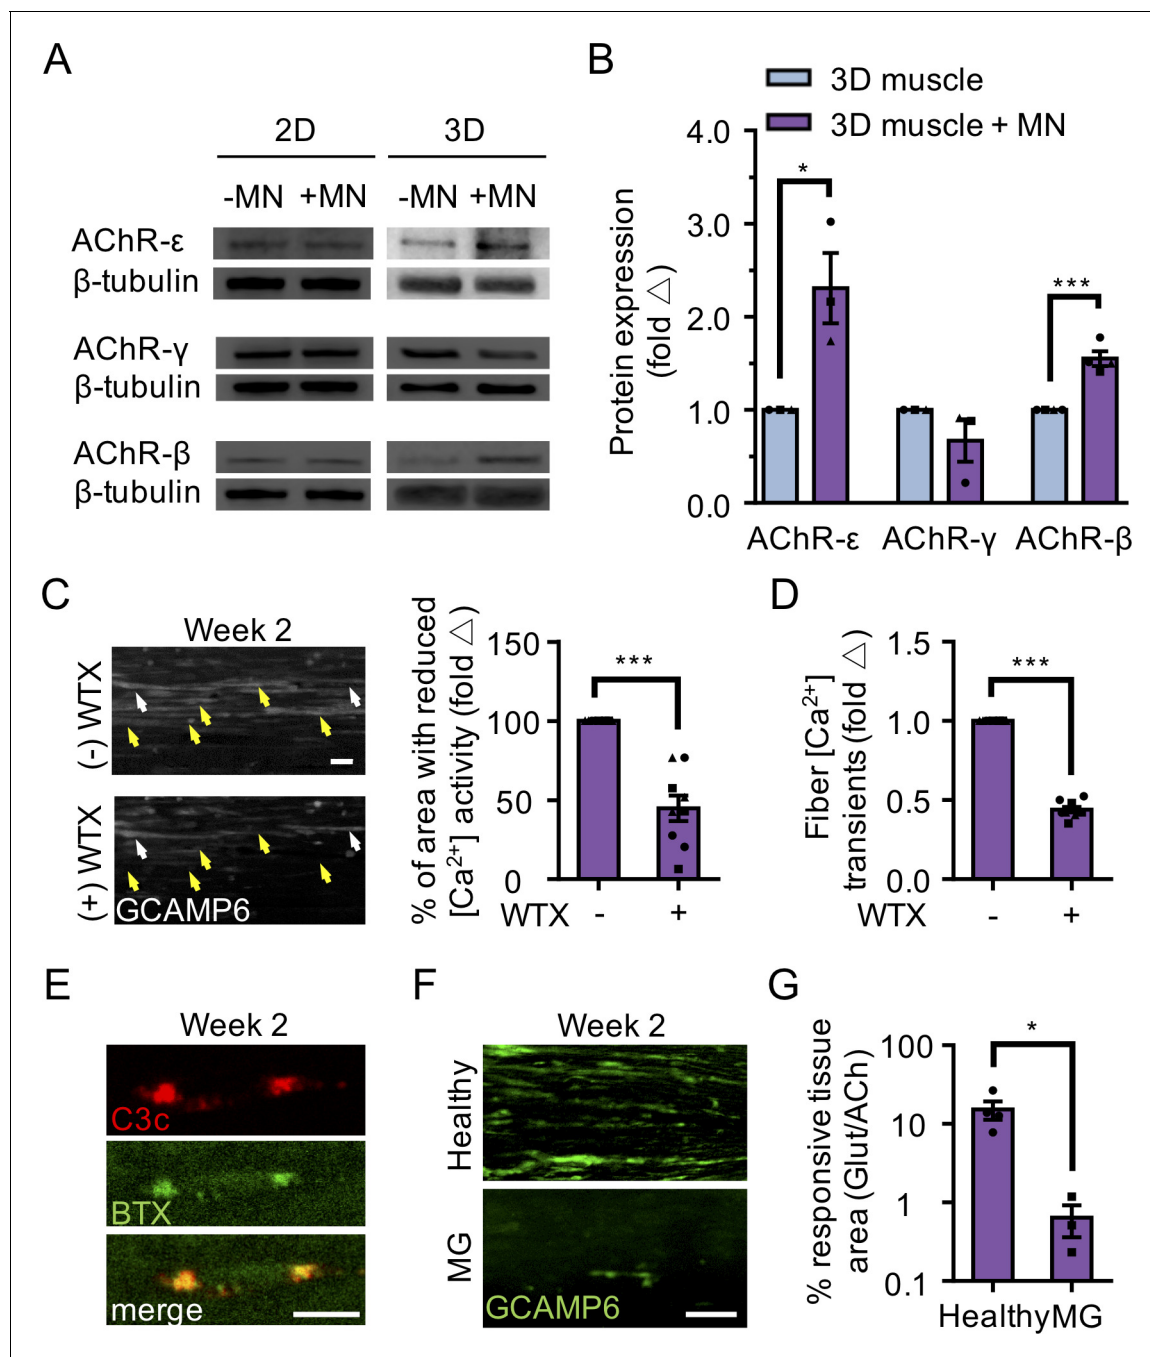 A
2D 3D
-MN +MN -MN +MN
AChR-ε
β-tubulin
AChR-γ
β-tubulin
AChR-β
β-tubulin
B
3D muscle
3D muscle + MN
Protein expression
(fold △)
4.0
3.0
2.0
1.0
0.0
*
***
AChR-ε AChR-γ AChR-β
C
Week 2
(-) WTX
(+) WTX
GCAMP6
% of area with reduced
[Ca²⁺] activity (fold △)
150
100
50
0
***
WTX - +
D
Fiber [Ca²⁺]
transients (fold △)
1.5
1.0
0.5
0.0
***
WTX - +
E
Week 2
C3c
BTX
merge
F
Week 2
Healthy
MG
GCAMP6
G
% responsive tissue
area (Glut/ACh)
100
10
1
0.1
*
Healthy MG